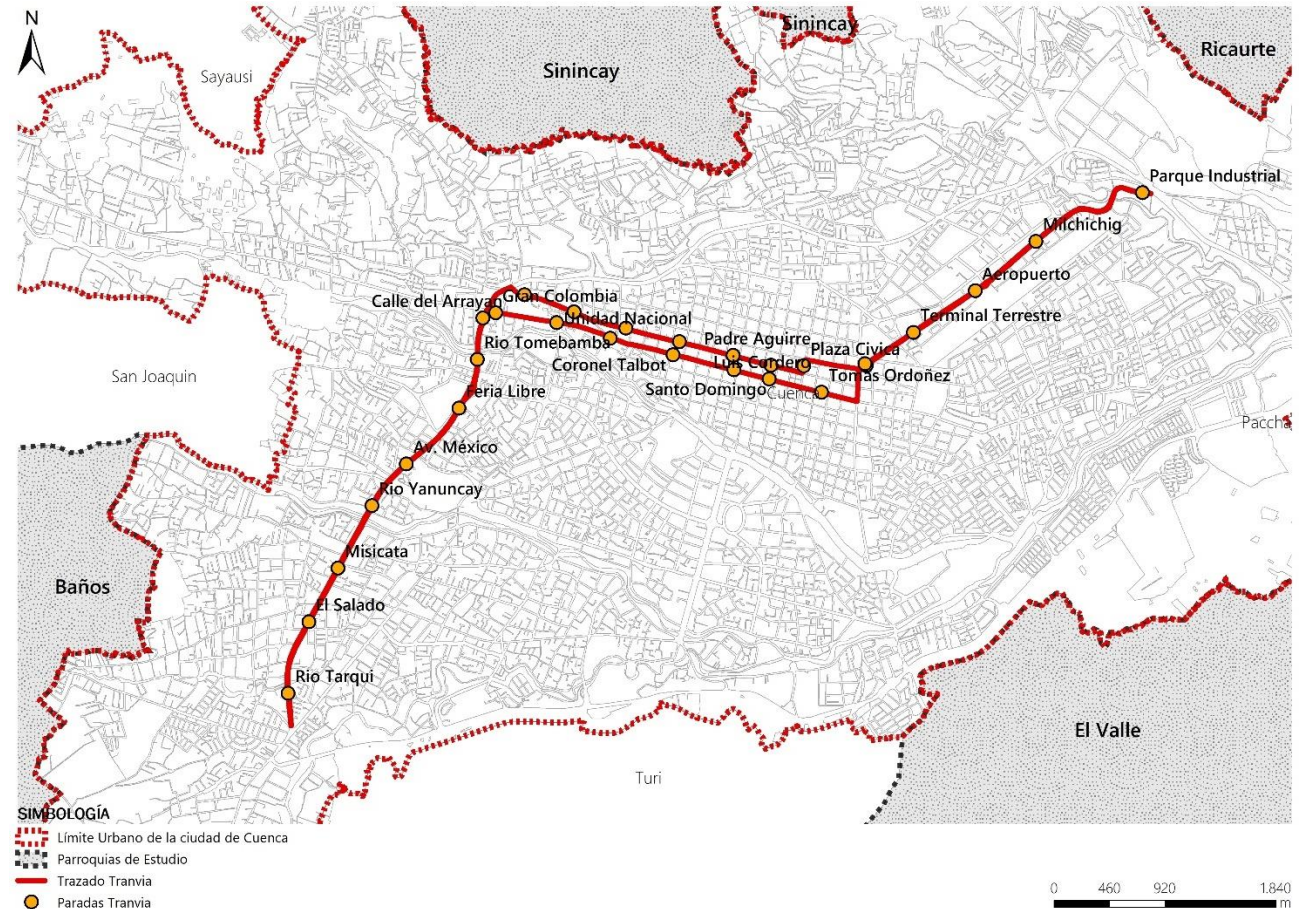 N
Sinincay
Ricaurte
Sayausi
Sinincay
Parque Industrial
Milchichig
Aeropuerto
Calle del Arrayan
Gran Colombia
Terminal Terrestre
Unidad Nacional
Rio Tomebamba
Padre Aguirre
Plaza Civica
Coronel Talbot
Luis Cordero
Tomas Ordoñez
San Joaquin
Santo Domingo
Cuenca
Feria Libre
Paccha
Av. México
Rio Yanuncay
Misicata
Baños
El Salado
Rio Tarqui
El Valle
Turi
SIMBOLOGÍA
Límite Urbano de la ciudad de Cuenca
Parroquias de Estudio
Trazado Tranvia
Paradas Tranvia
0 460 920 1.840
m